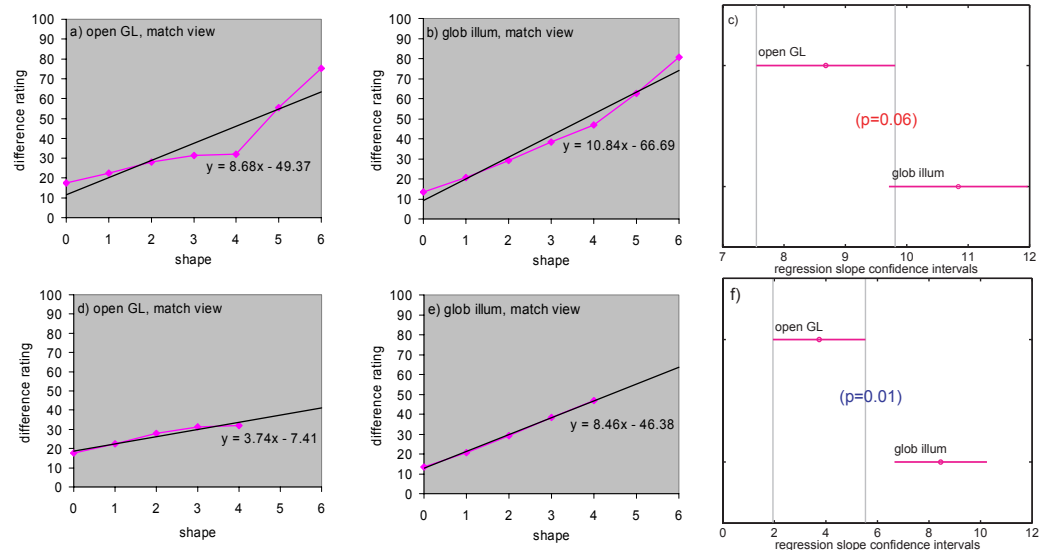 a) open GL, match view
difference rating
100
90
80
70
60
50
40
30
20
10
0
y = 8.68x - 49.37
0 1 2 3 4 5 6
shape
b) glob illum, match view
difference rating
100
90
80
70
60
50
40
30
20
10
0
y = 10.84x - 66.69
0 1 2 3 4 5 6
shape
c)
open GL
(p=0.06)
glob illum
7 8 9 10 11 12
regression slope confidence intervals
d) open GL, match view
difference rating
100
90
80
70
60
50
40
30
20
10
0
y = 3.74x - 7.41
0 1 2 3 4 5 6
shape
e) glob illum, match view
difference rating
100
90
80
70
60
50
40
30
20
10
0
y = 8.46x - 46.38
0 1 2 3 4 5 6
shape
f)
open GL
(p=0.01)
glob illum
0 2 4 6 8 10 12
regression slope confidence intervals